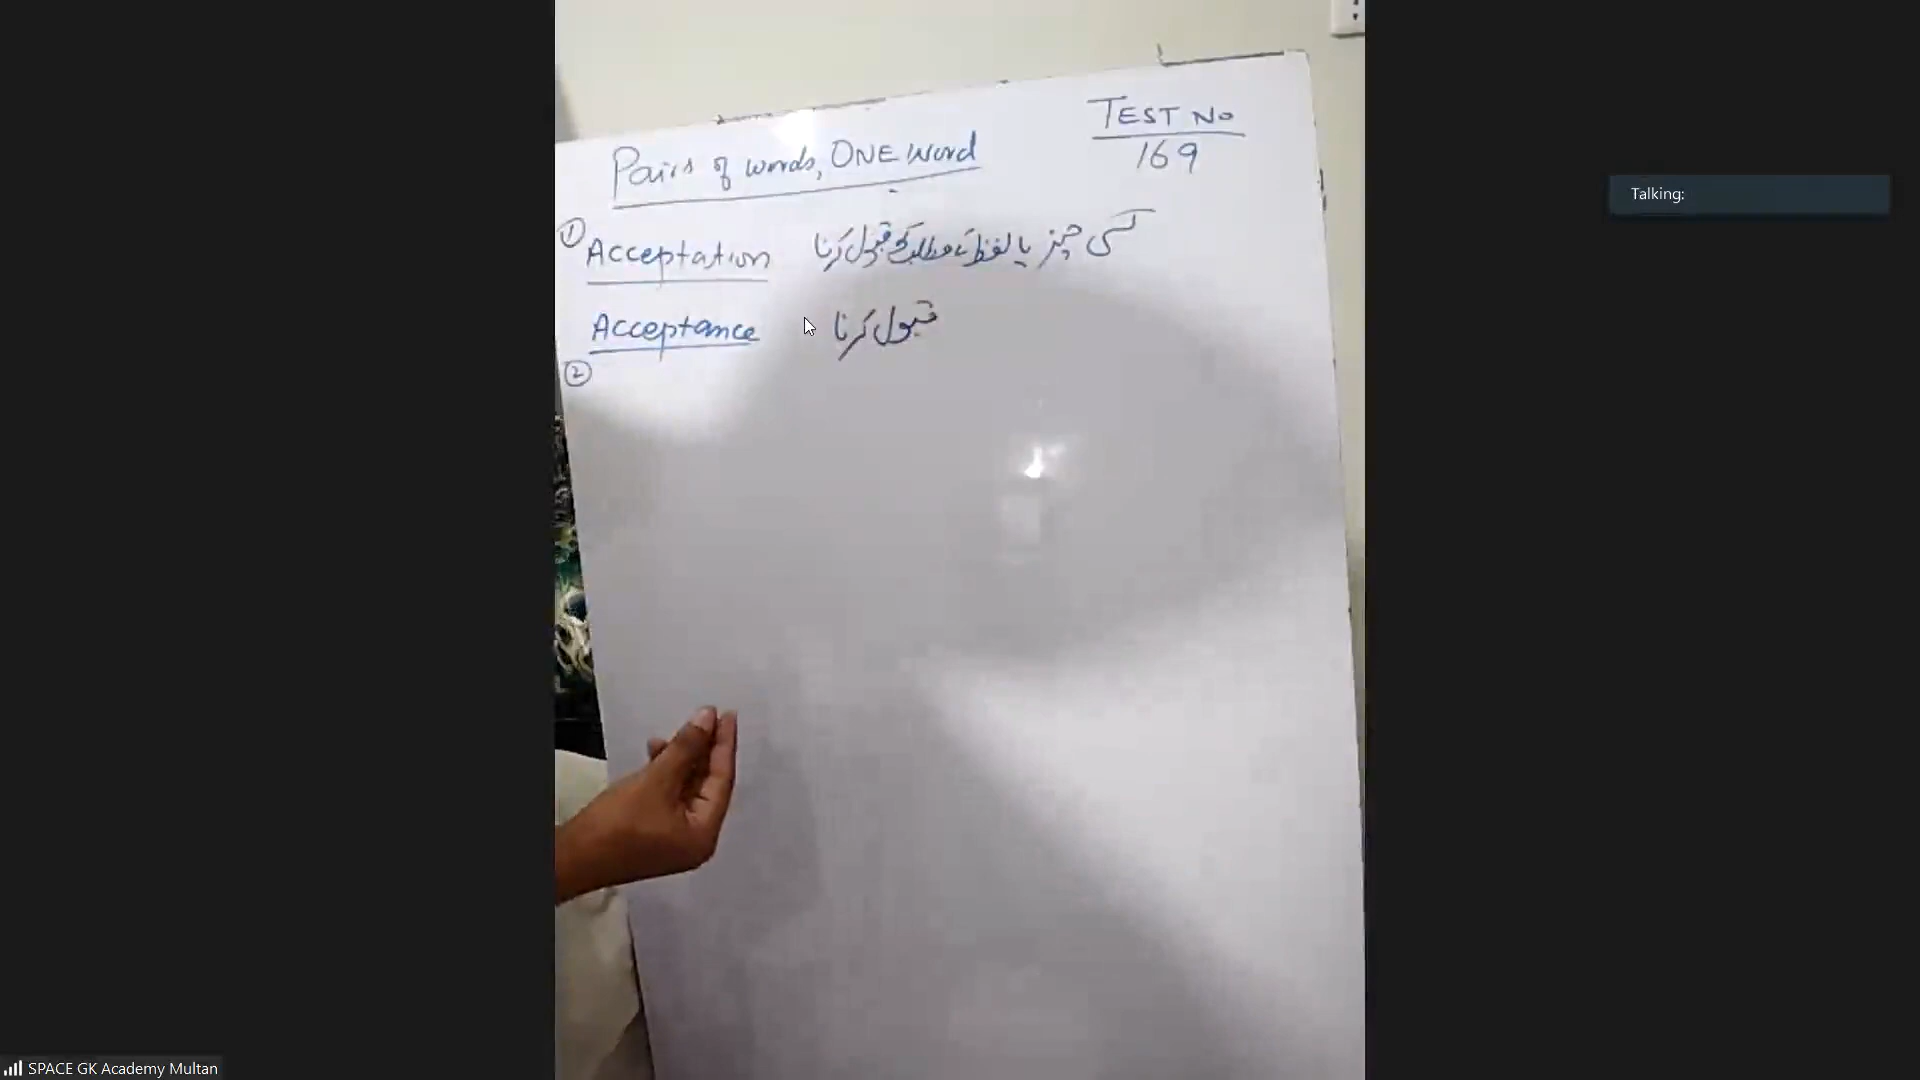 TEST NO
169
Pairs of words, ONE Word
① Acceptation کسی چیز یا لفظ کا مطلب کو قبول کرنا
Acceptance قبول کرنا
②
Talking:
SPACE GK Academy Multan